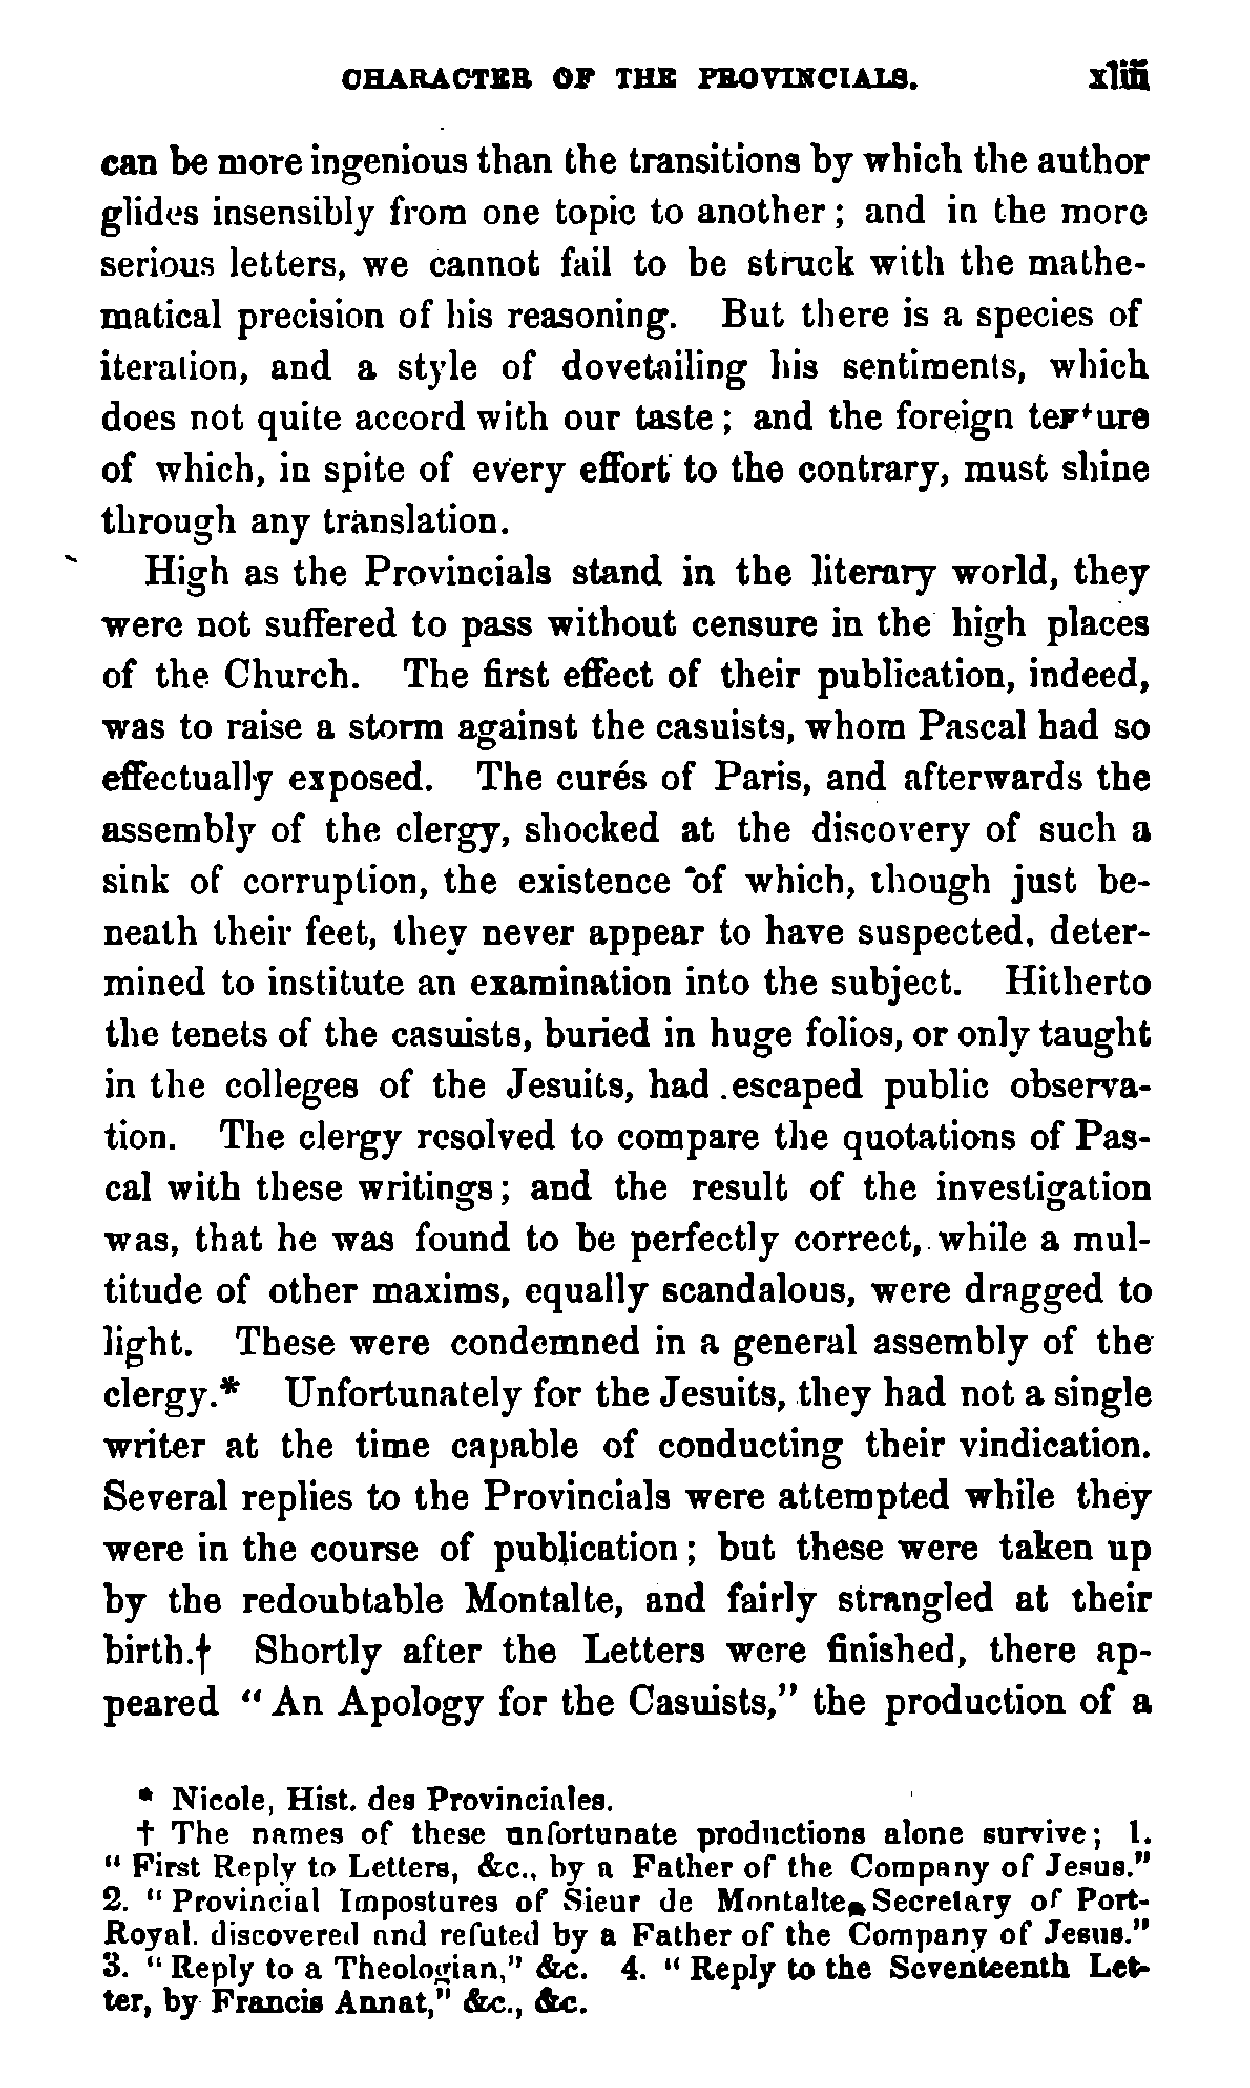 CHARACTER OF THE PROVINCIALS. xliii
can be more ingenious than the transitions by which the author
glides insensibly from one topic to another; and in the more
serious letters, we cannot fail to be struck with the mathe-
matical precision of his reasoning. But there is a species of
iteration, and a style of dovetailing his sentiments, which
does not quite accord with our taste; and the foreign texture
of which, in spite of every effort to the contrary, must shine
through any translation.
High as the Provincials stand in the literary world, they
were not suffered to pass without censure in the high places
of the Church. The first effect of their publication, indeed,
was to raise a storm against the casuists, whom Pascal had so
effectually exposed. The curés of Paris, and afterwards the
assembly of the clergy, shocked at the discovery of such a
sink of corruption, the existence of which, though just be-
neath their feet, they never appear to have suspected, deter-
mined to institute an examination into the subject. Hitherto
the tenets of the casuists, buried in huge folios, or only taught
in the colleges of the Jesuits, had escaped public observa-
tion. The clergy resolved to compare the quotations of Pas-
cal with these writings; and the result of the investigation
was, that he was found to be perfectly correct, while a mul-
titude of other maxims, equally scandalous, were dragged to
light. These were condemned in a general assembly of the
clergy.* Unfortunately for the Jesuits, they had not a single
writer at the time capable of conducting their vindication.
Several replies to the Provincials were attempted while they
were in the course of publication; but these were taken up
by the redoubtable Montalte, and fairly strangled at their
birth.† Shortly after the Letters were finished, there ap-
peared "An Apology for the Casuists," the production of a
* Nicole, Hist. des Provinciales.
† The names of these unfortunate productions alone survive; 1.
"First Reply to Letters, &c., by a Father of the Company of Jesus."
2. "Provincial Impostures of Sieur de Montalte, Secretary of Port-
Royal, discovered and refuted by a Father of the Company of Jesus."
3. "Reply to a Theologian," &c. 4. "Reply to the Seventeenth Let-
ter, by Francis Annat," &c., &c.